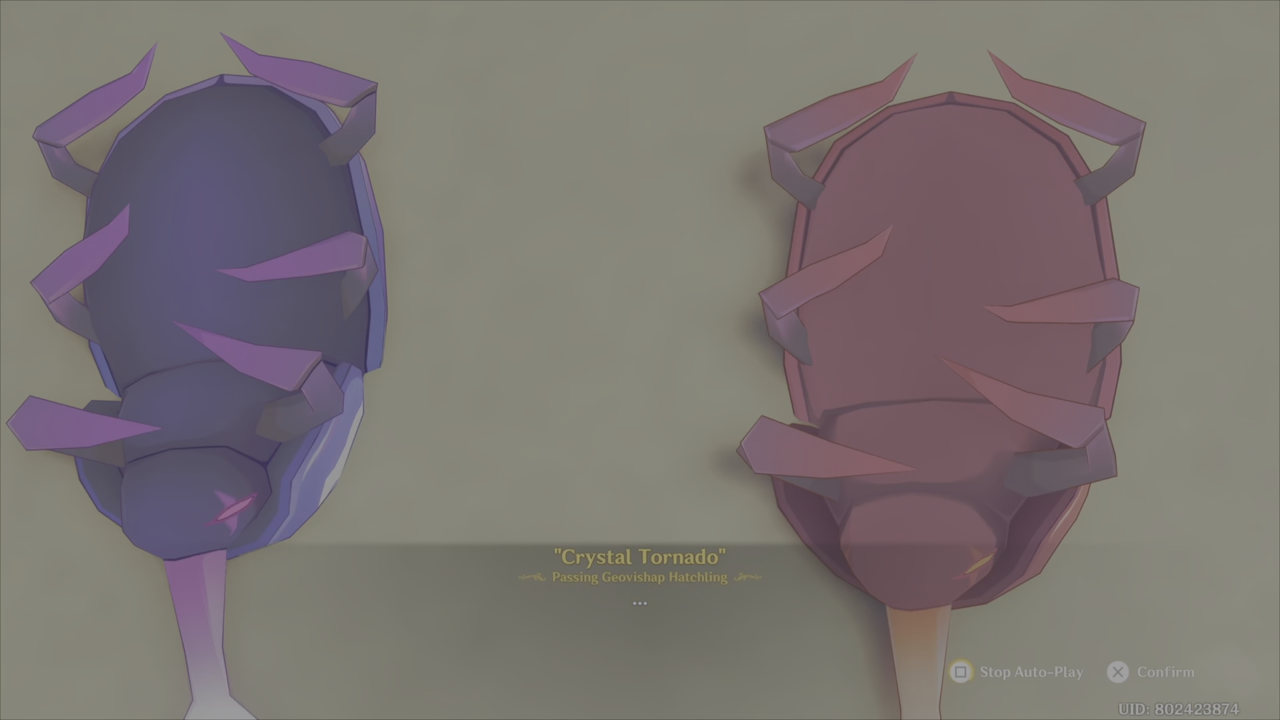 "Crystal Tornado"
Passing Geovishap Hatchling
...
Stop Auto-Play
Confirm
UID: 802423874